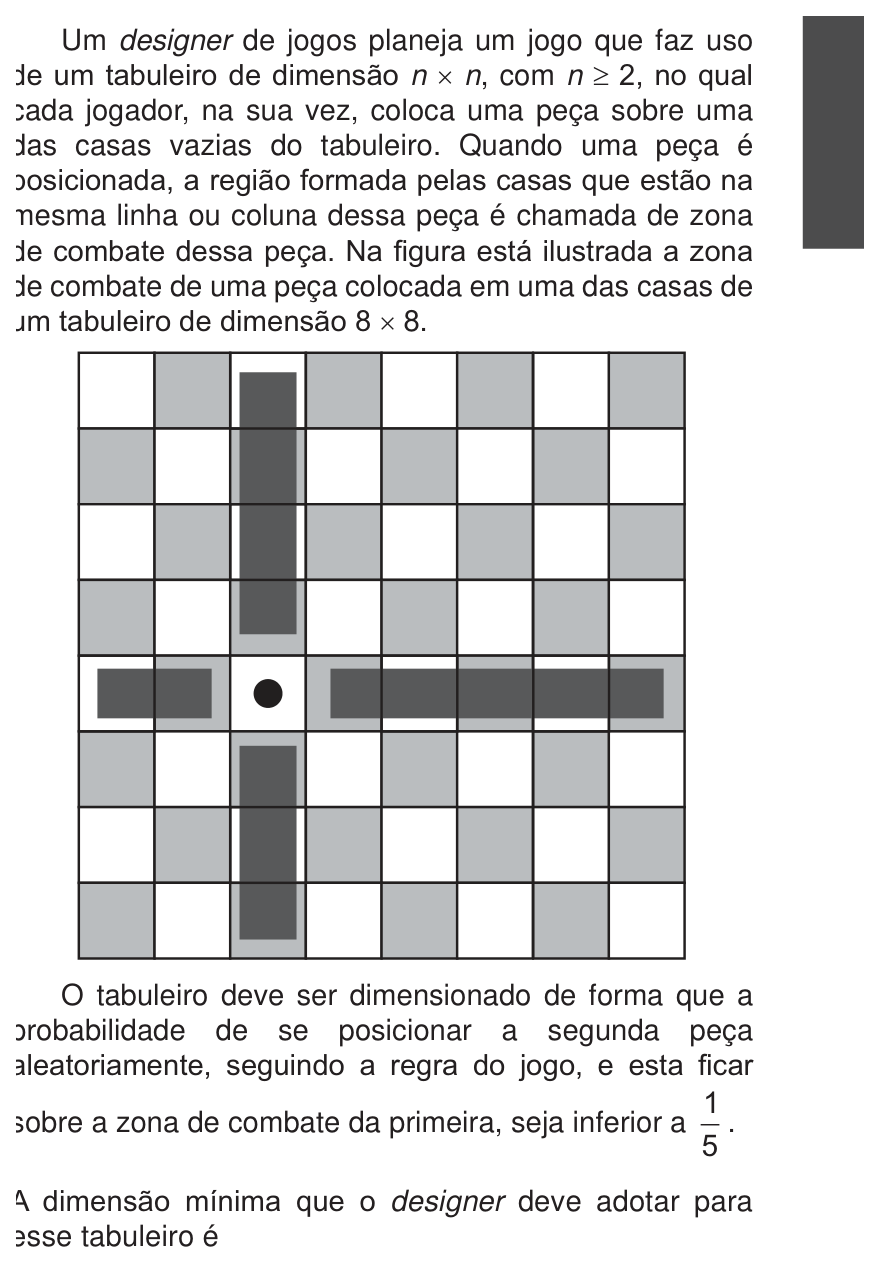 Um designer de jogos planeja um jogo que faz uso
de um tabuleiro de dimensão n × n, com n ≥ 2, no qual
cada jogador, na sua vez, coloca uma peça sobre uma
das casas vazias do tabuleiro. Quando uma peça é
posicionada, a região formada pelas casas que estão na
mesma linha ou coluna dessa peça é chamada de zona
de combate dessa peça. Na figura está ilustrada a zona
de combate de uma peça colocada em uma das casas de
um tabuleiro de dimensão 8 × 8.
O tabuleiro deve ser dimensionado de forma que a
probabilidade de se posicionar a segunda peça
aleatoriamente, seguindo a regra do jogo, e esta ficar
sobre a zona de combate da primeira, seja inferior a 1/5 .
A dimensão mínima que o designer deve adotar para
esse tabuleiro é